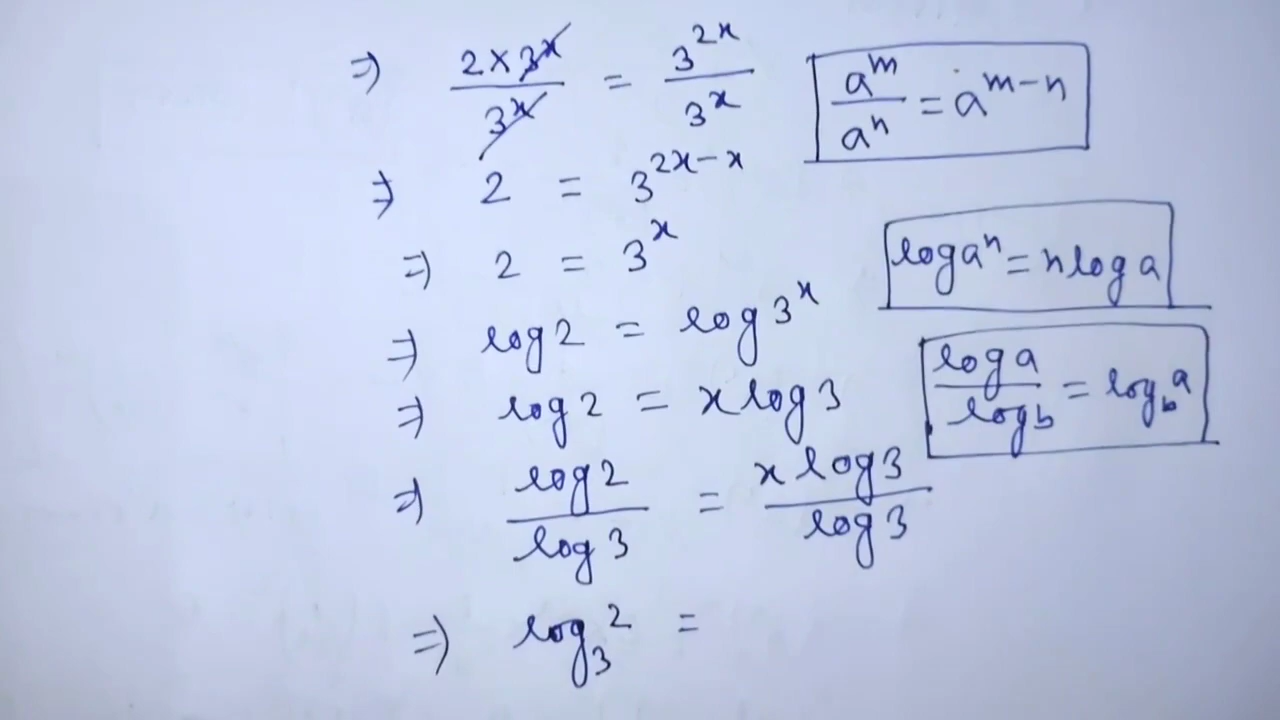 ⇒ (2 × 3^x)/(3^x) = 3^(2x)/3^x
a^m/a^n = a^(m-n)
⇒ 2 = 3^(2x-x)
⇒ 2 = 3^x
log a^n = n log a
⇒ log 2 = log 3^x
log a/log b = log_b a
⇒ log 2 = x log 3
⇒ log 2/log 3 = x log 3/log 3
⇒ log_3 2 =